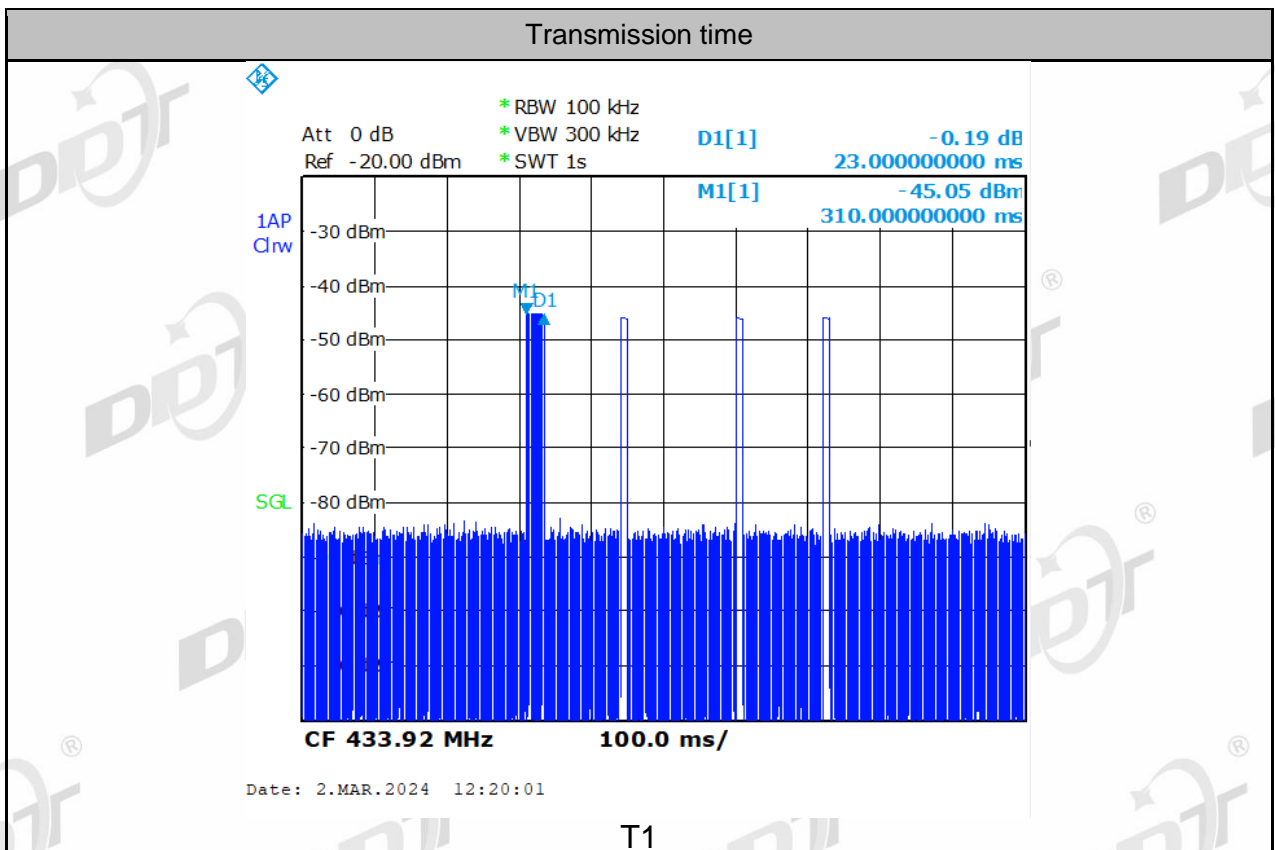 Transmission time
* RBW 100 kHz
Att 0 dB * VBW 300 kHz D1[1] -0.19 dB
Ref -20.00 dBm * SWT 1s 23.000000000 ms
M1[1] -45.05 dBm
310.000000000 ms
1AP
Clrw
-30 dBm
-40 dBm
M1
D1
-50 dBm
-60 dBm
-70 dBm
SGL
-80 dBm
CF 433.92 MHz 100.0 ms/
Date: 2.MAR.2024 12:20:01
T1
DDT
®